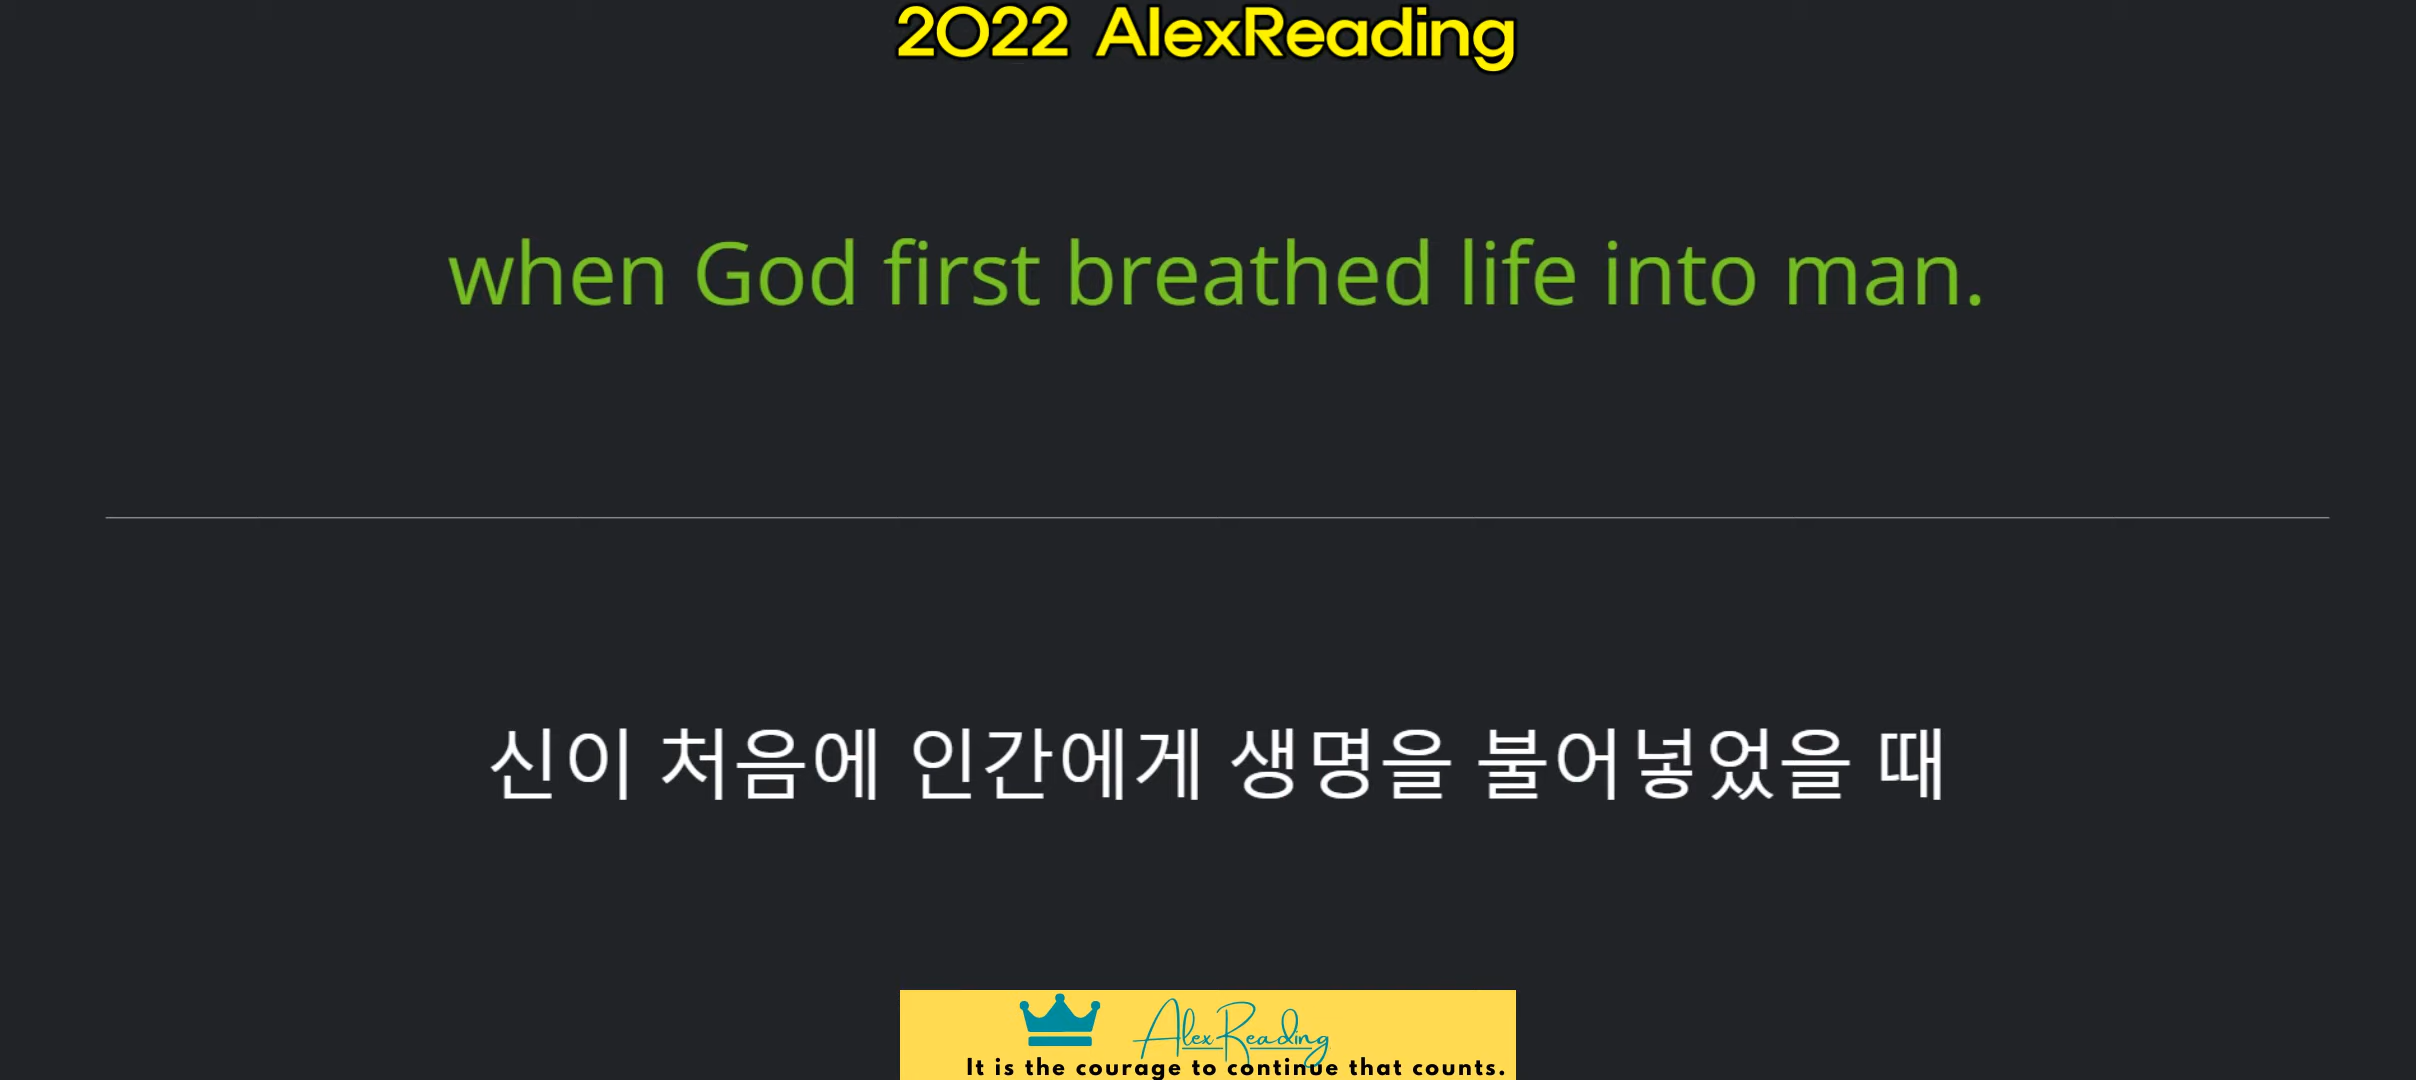 2022 AlexReading
when God first breathed life into man.
신이 처음에 인간에게 생명을 불어넣었을 때
AlexReading
It is the courage to continue that counts.